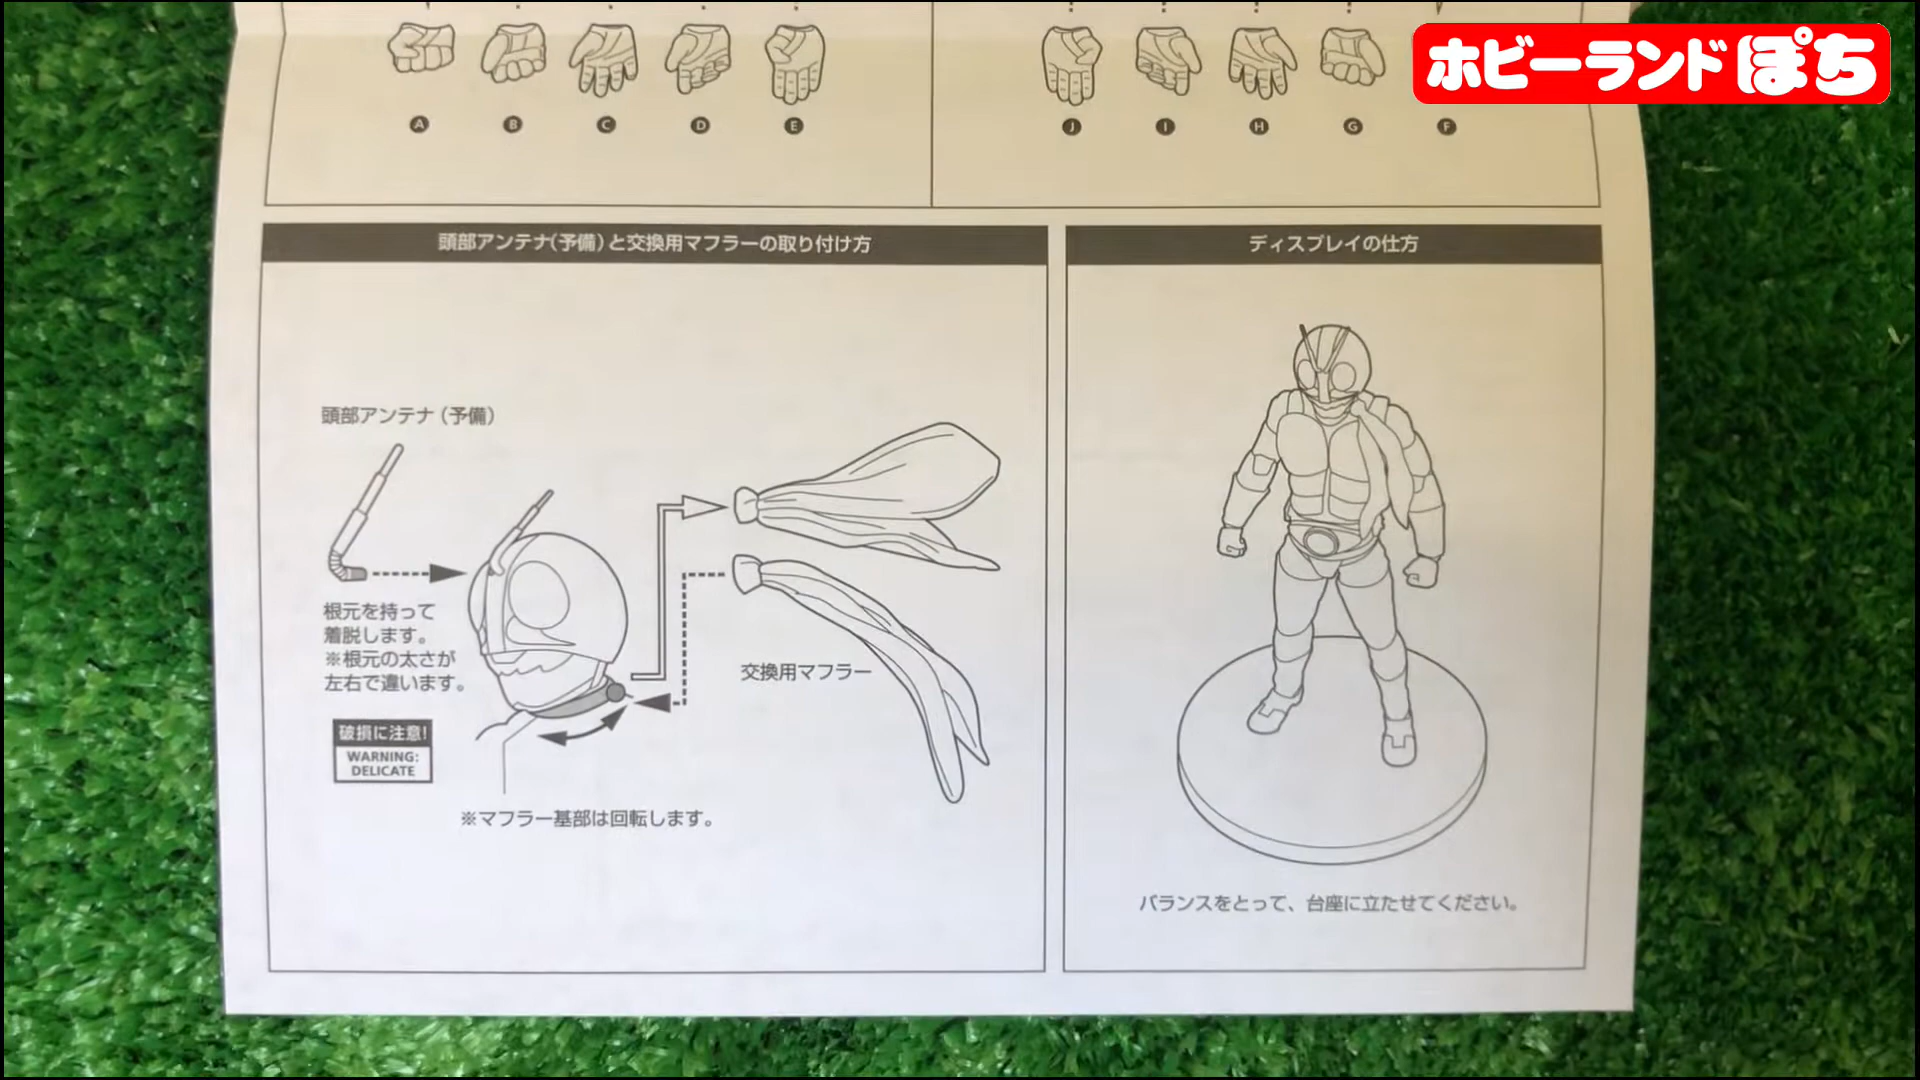 ホビーランドぽち
A B C D E
J I H G F
頭部アンテナ(予備)と交換用マフラーの取り付け方
頭部アンテナ(予備)
根元を持って
着脱します。
※根元の太さが
左右で違います。
破損に注意!
WARNING:
DELICATE
交換用マフラー
※マフラー基部は回転します。
ディスプレイの仕方
バランスをとって、台座に立たせてください。